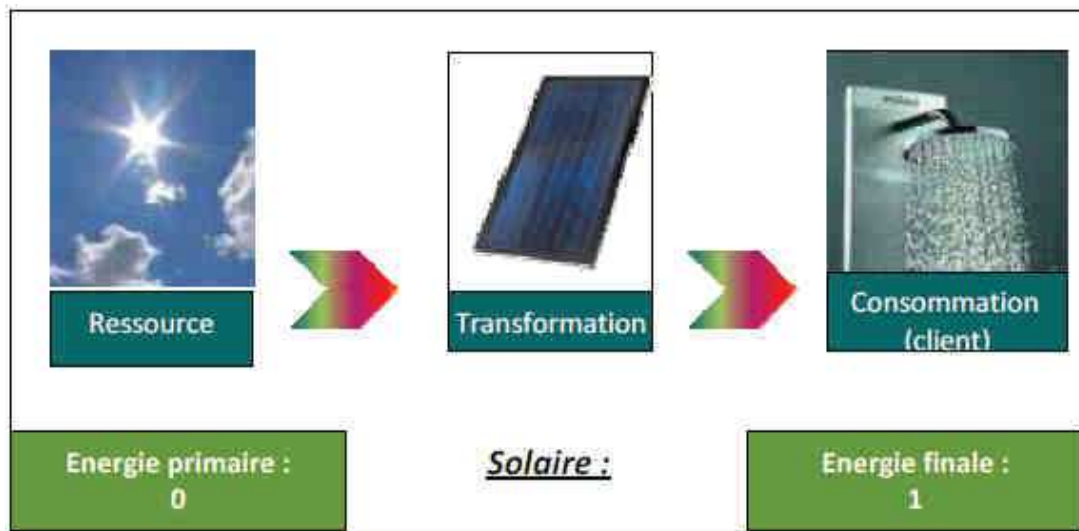 Ressource
Transformation
Consommation
(client)
Energie primaire :
0
Solaire :
Energie finale :
1